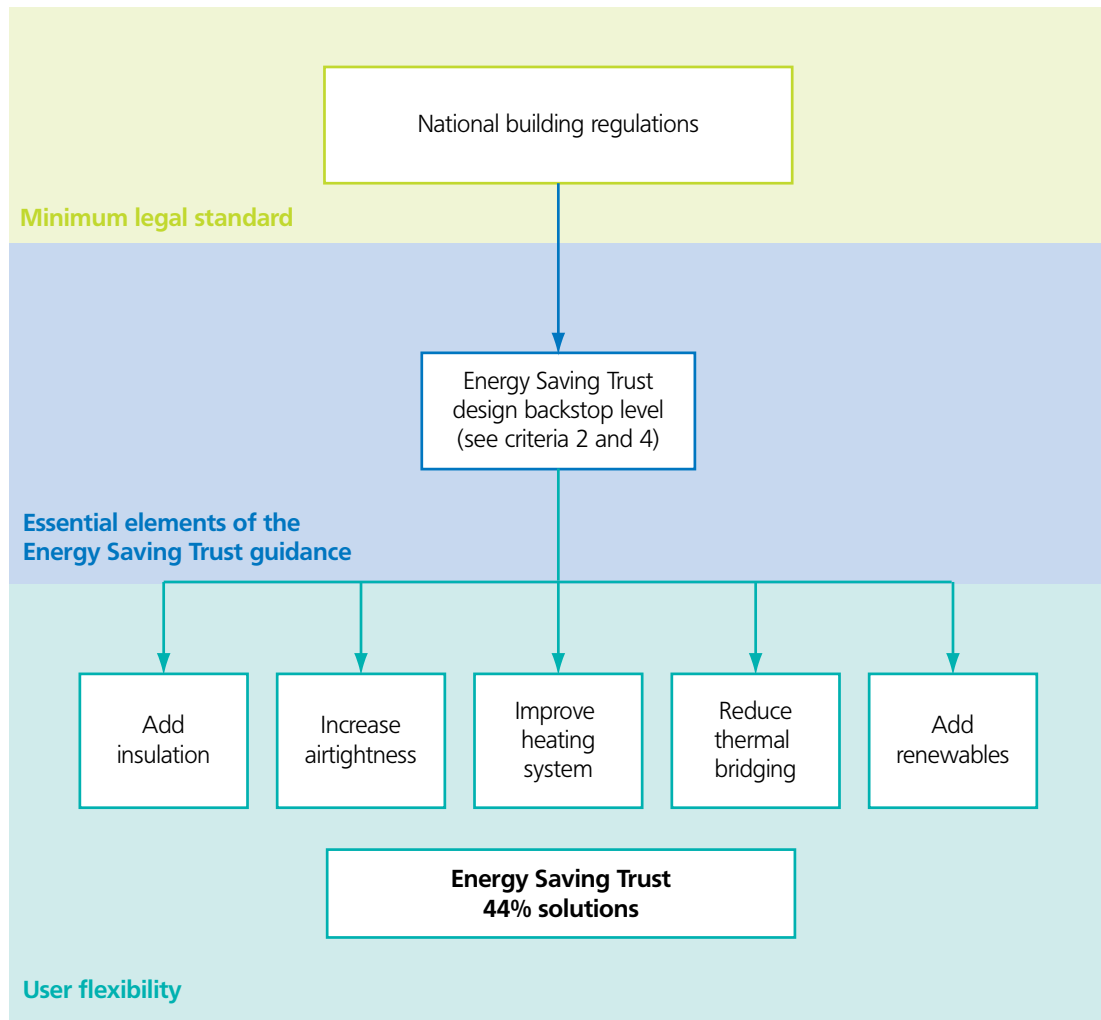 National building regulations
Minimum legal standard
Energy Saving Trust
design backstop level
(see criteria 2 and 4)
Essential elements of the
Energy Saving Trust guidance
Add
insulation
Increase
airtightness
Improve
heating
system
Reduce
thermal
bridging
Add
renewables
Energy Saving Trust
44% solutions
User flexibility